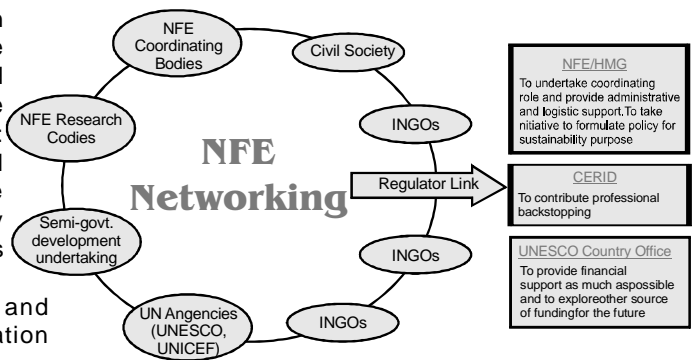 and
ation
NFE
Coordinating
Bodies
Civil Society
NFE Research
Codies
INGOs
NFE
Networking
Regulator Link
Semi-govt.
development
undertaking
INGOs
UN Angencies
(UNESCO,
UNICEF)
INGOs
NFE/HMG
To undertake coordinating
role and provide administrative
and logistic support.To take
nitiative to formulate policy for
sustainability purpose
CERID
To contribute professional
backstopping
UNESCO Country Office
To provide financial
support as much aspossible
and to exploreother source
of fundingfor the future